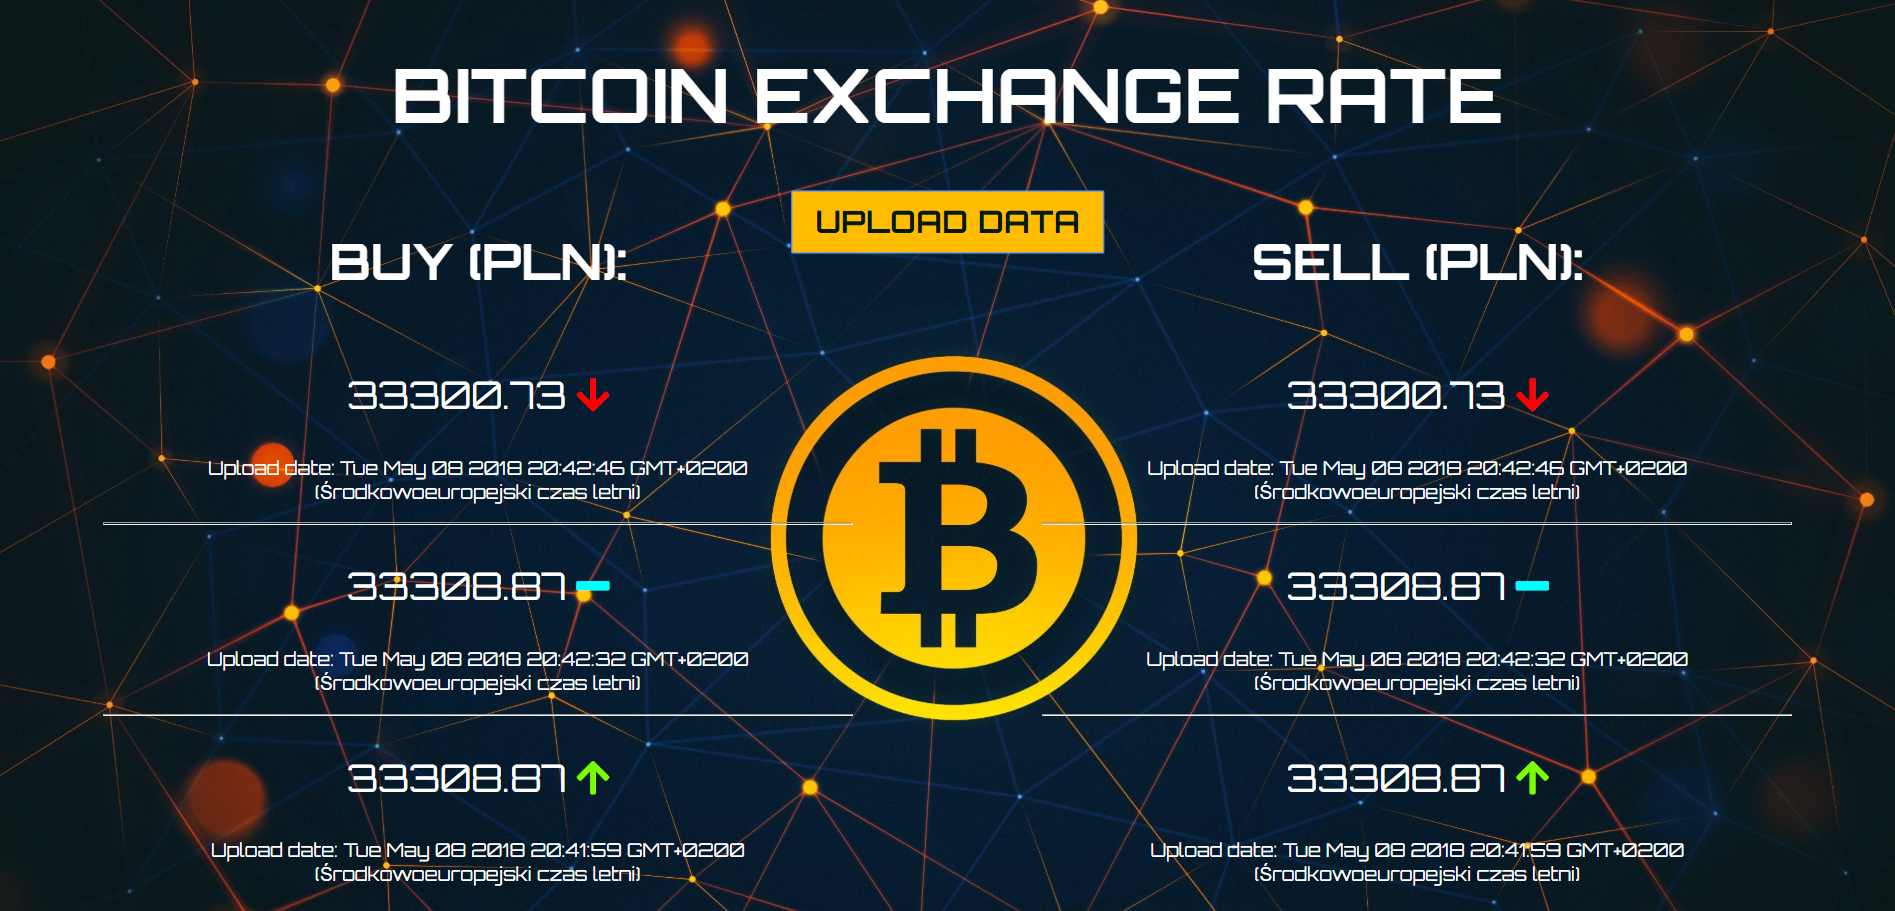 BITCOIN EXCHANGE RATE
UPLOAD DATA
BUY (PLN):
33300.73
Upload date: Tue May 08 2018 20:42:46 GMT+0200
(Środkowoeuropejski czas letni)
33308.87
Upload date: Tue May 08 2018 20:42:32 GMT+0200
(Środkowoeuropejski czas letni)
33308.87
Upload date: Tue May 08 2018 20:41:59 GMT+0200
(Środkowoeuropejski czas letni)
SELL (PLN):
33300.73
Upload date: Tue May 08 2018 20:42:46 GMT+0200
(Środkowoeuropejski czas letni)
33308.87
Upload date: Tue May 08 2018 20:42:32 GMT+0200
(Środkowoeuropejski czas letni)
33308.87
Upload date: Tue May 08 2018 20:41:59 GMT+0200
(Środkowoeuropejski czas letni)